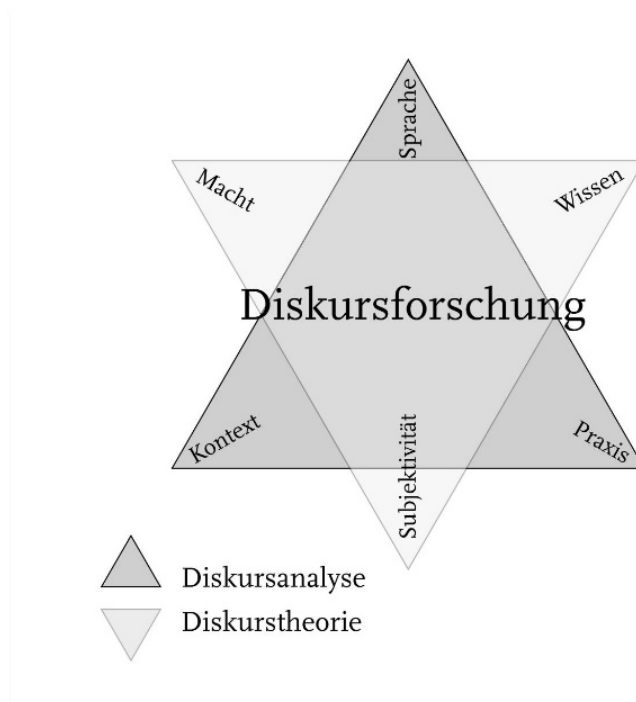 Sprache
Macht
Wissen
Diskursforschung
Kontext
Subjektivität
Praxis
Diskursanalyse
Diskurstheorie